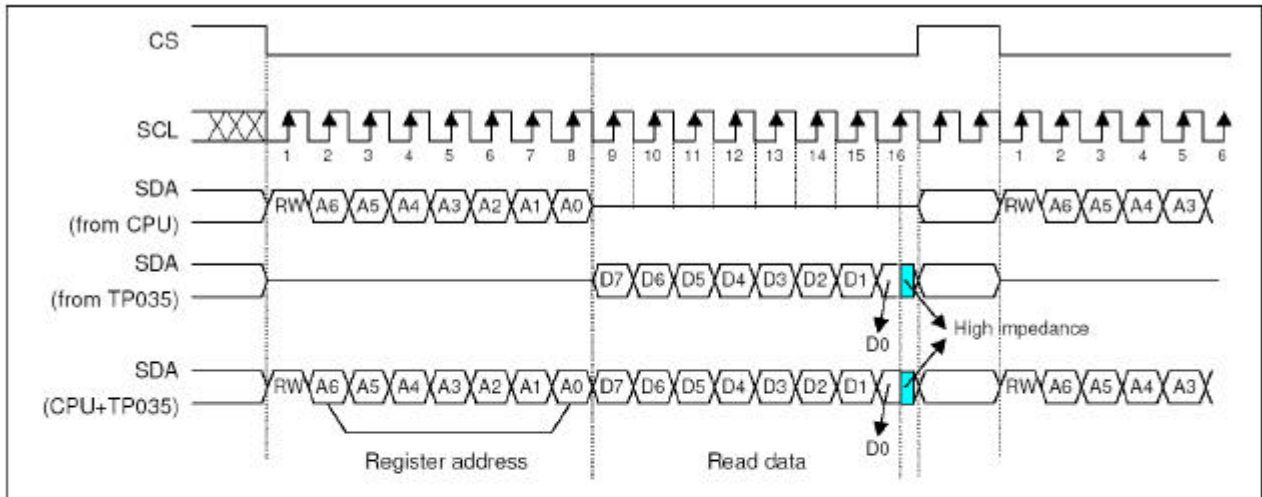 CS
SCL
1 2 3 4 5 6 7 8 9 10 11 12 13 14 15 16 1 2 3 4 5 6
SDA
(from CPU)
RW A6 A5 A4 A3 A2 A1 A0 RW A6 A5 A4 A3
SDA
(from TP035)
D7 D6 D5 D4 D3 D2 D1
D0
High impedance
SDA
(CPU+TP035)
RW A6 A5 A4 A3 A2 A1 A0 D7 D6 D5 D4 D3 D2 D1 RW A6 A5 A4 A3
D0
Register address
Read data